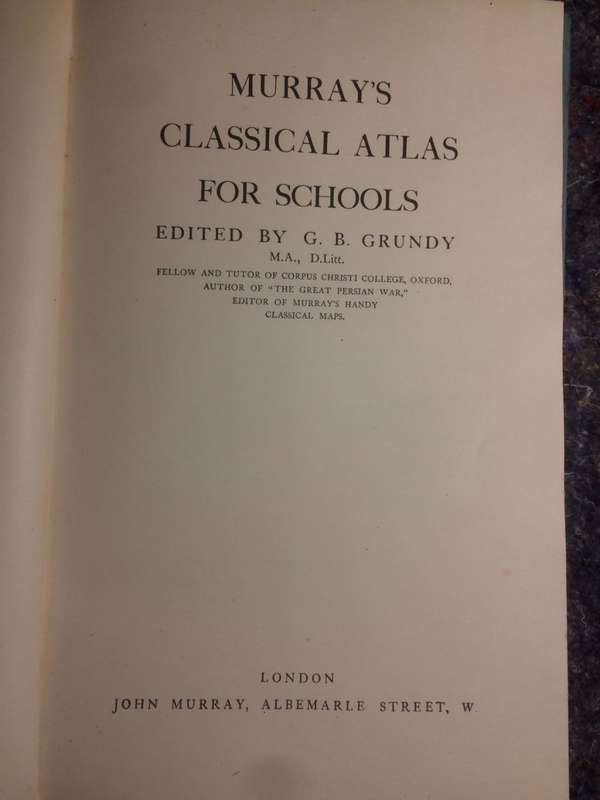 MURRAY'S
CLASSICAL ATLAS
FOR SCHOOLS
EDITED BY G. B. GRUNDY
M.A., D.Litt.
FELLOW AND TUTOR OF CORPUS CHRISTI COLLEGE, OXFORD,
AUTHOR OF "THE GREAT PERSIAN WAR,"
EDITOR OF MURRAY'S HANDY
CLASSICAL MAPS.
LONDON
JOHN MURRAY, ALBEMARLE STREET, W.